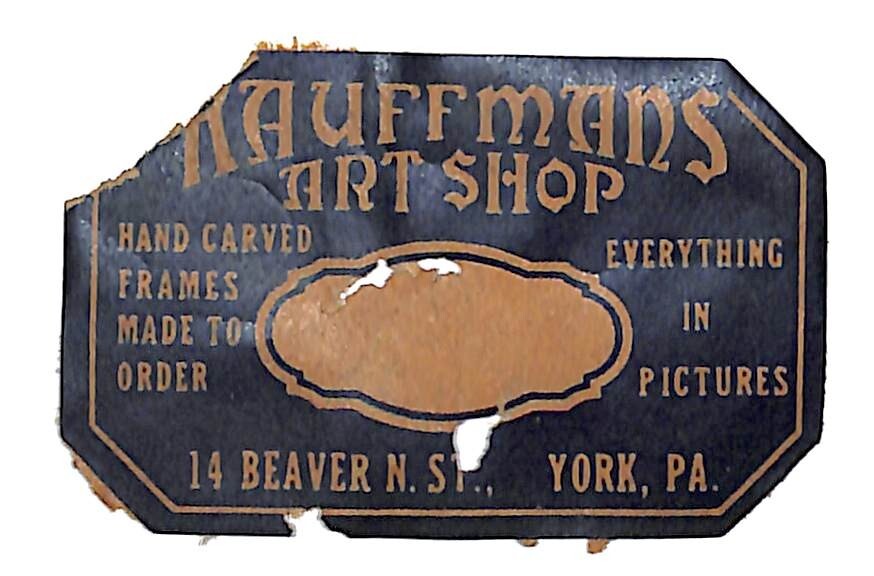 KAUFFMANS
ART SHOP
HAND CARVED
FRAMES
MADE TO
ORDER
EVERYTHING
IN
PICTURES
14 BEAVER N. ST., YORK, PA.